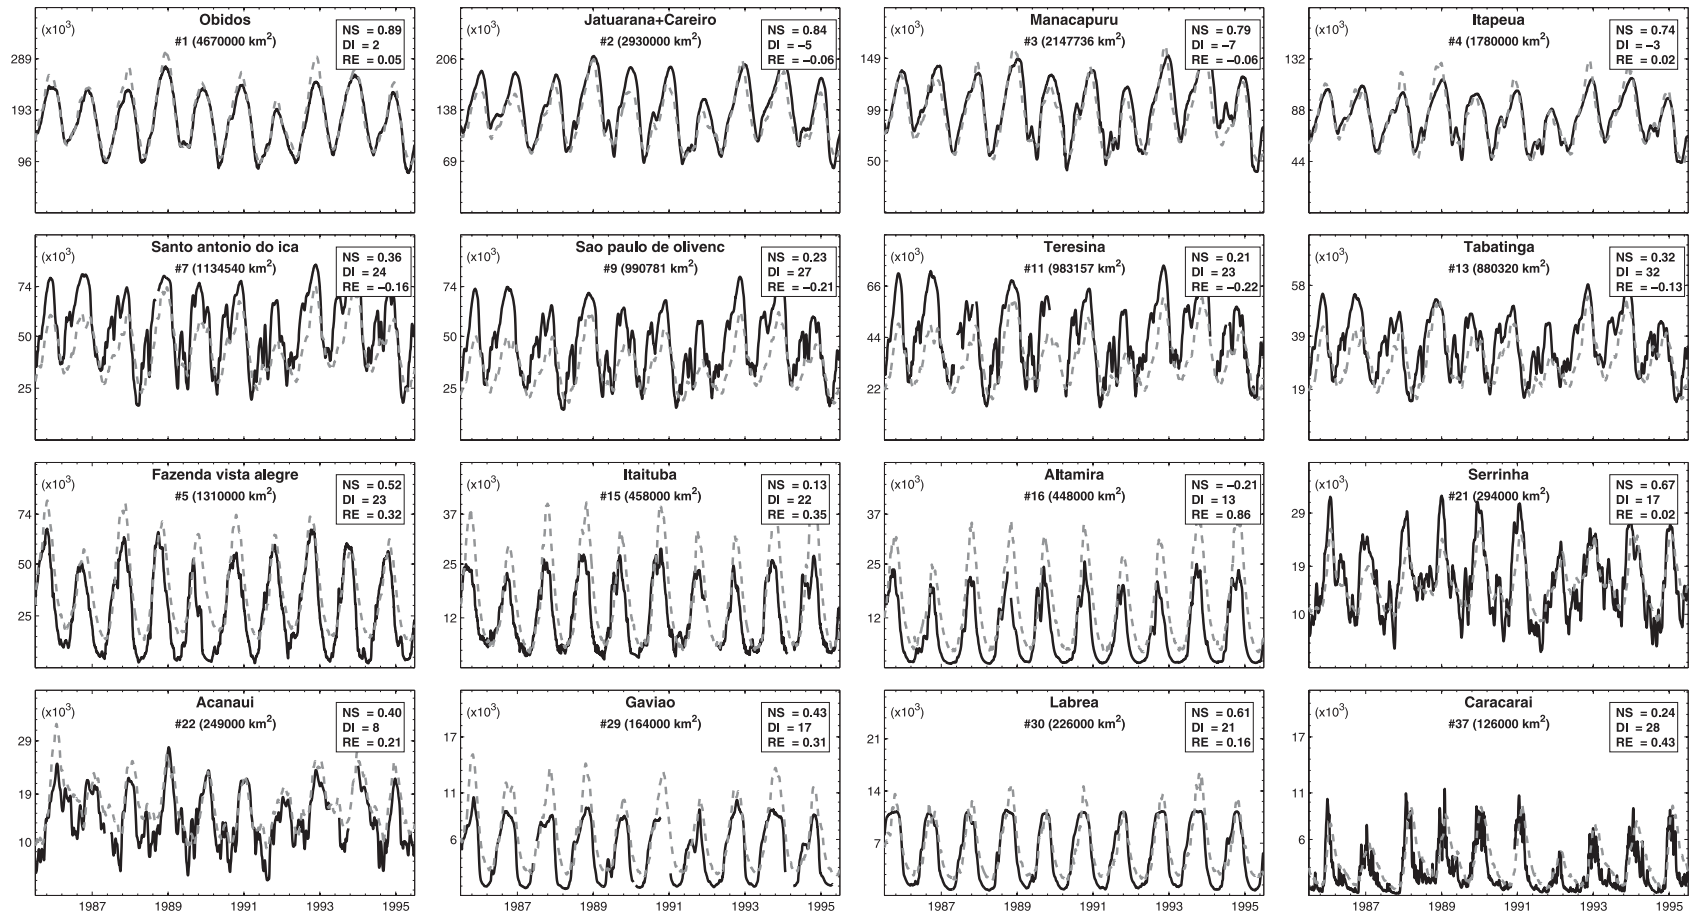 Obidos
(x10³)
#1 (4670000 km²)
NS = 0.89
DI = 2
RE = 0.05
289
193
96
Jatuarana+Careiro
(x10³)
#2 (2930000 km²)
NS = 0.84
DI = −5
RE = −0.06
206
138
69
Manacapuru
(x10³)
#3 (2147736 km²)
NS = 0.79
DI = −7
RE = −0.06
149
99
50
Itapeua
(x10³)
#4 (1780000 km²)
NS = 0.74
DI = −3
RE = 0.02
132
88
44
Santo antonio do ica
(x10³)
#7 (1134540 km²)
NS = 0.36
DI = 24
RE = −0.16
74
50
25
Sao paulo de olivenc
(x10³)
#9 (990781 km²)
NS = 0.23
DI = 27
RE = −0.21
74
50
25
Teresina
(x10³)
#11 (983157 km²)
NS = 0.21
DI = 23
RE = −0.22
66
44
22
Tabatinga
(x10³)
#13 (880320 km²)
NS = 0.32
DI = 32
RE = −0.13
58
39
19
Fazenda vista alegre
(x10³)
#5 (1310000 km²)
NS = 0.52
DI = 23
RE = 0.32
74
50
25
Itaituba
(x10³)
#15 (458000 km²)
NS = 0.13
DI = 22
RE = 0.35
37
25
12
Altamira
(x10³)
#16 (448000 km²)
NS = −0.21
DI = 13
RE = 0.86
37
25
12
Serrinha
(x10³)
#21 (294000 km²)
NS = 0.67
DI = 17
RE = 0.02
29
19
10
Acanaui
(x10³)
#22 (249000 km²)
NS = 0.40
DI = 8
RE = 0.21
29
19
10
1987 1989 1991 1993 1995
Gaviao
(x10³)
#29 (164000 km²)
NS = 0.43
DI = 17
RE = 0.31
17
11
6
1987 1989 1991 1993 1995
Labrea
(x10³)
#30 (226000 km²)
NS = 0.61
DI = 21
RE = 0.16
21
14
7
1987 1989 1991 1993 1995
Caracarai
(x10³)
#37 (126000 km²)
NS = 0.24
DI = 28
RE = 0.43
17
11
6
1987 1989 1991 1993 1995